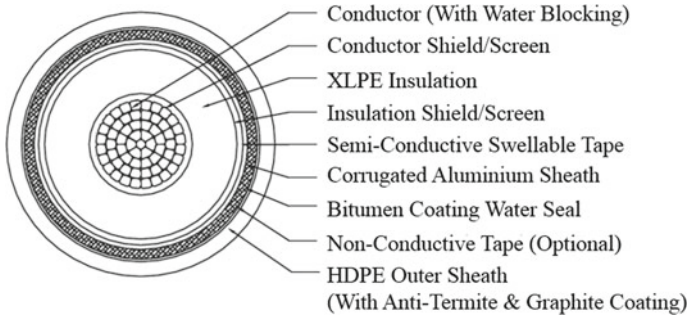 Conductor (With Water Blocking)
Conductor Shield/Screen
XLPE Insulation
Insulation Shield/Screen
Semi-Conductive Swellable Tape
Corrugated Aluminium Sheath
Bitumen Coating Water Seal
Non-Conductive Tape (Optional)
HDPE Outer Sheath
(With Anti-Termite & Graphite Coating)